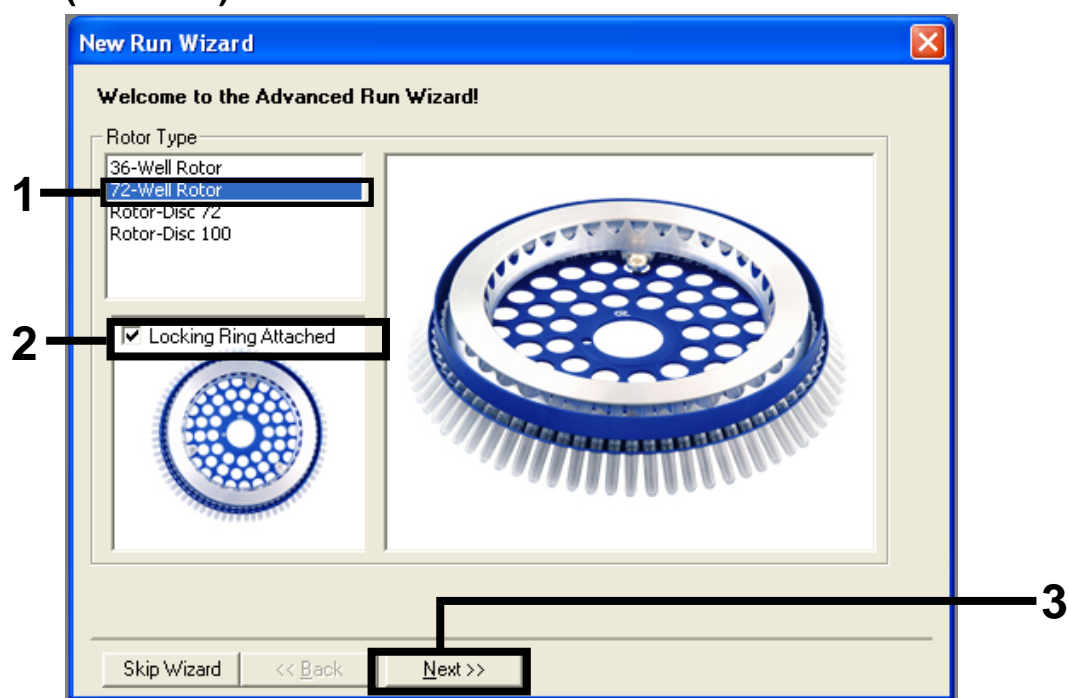 New Run Wizard
Welcome to the Advanced Run Wizard!
Rotor Type
36-Well Rotor
1
72-Well Rotor
Rotor-Disc 72
Rotor-Disc 100
2
Locking Ring Attached
3
Skip Wizard
<< Back
Next >>